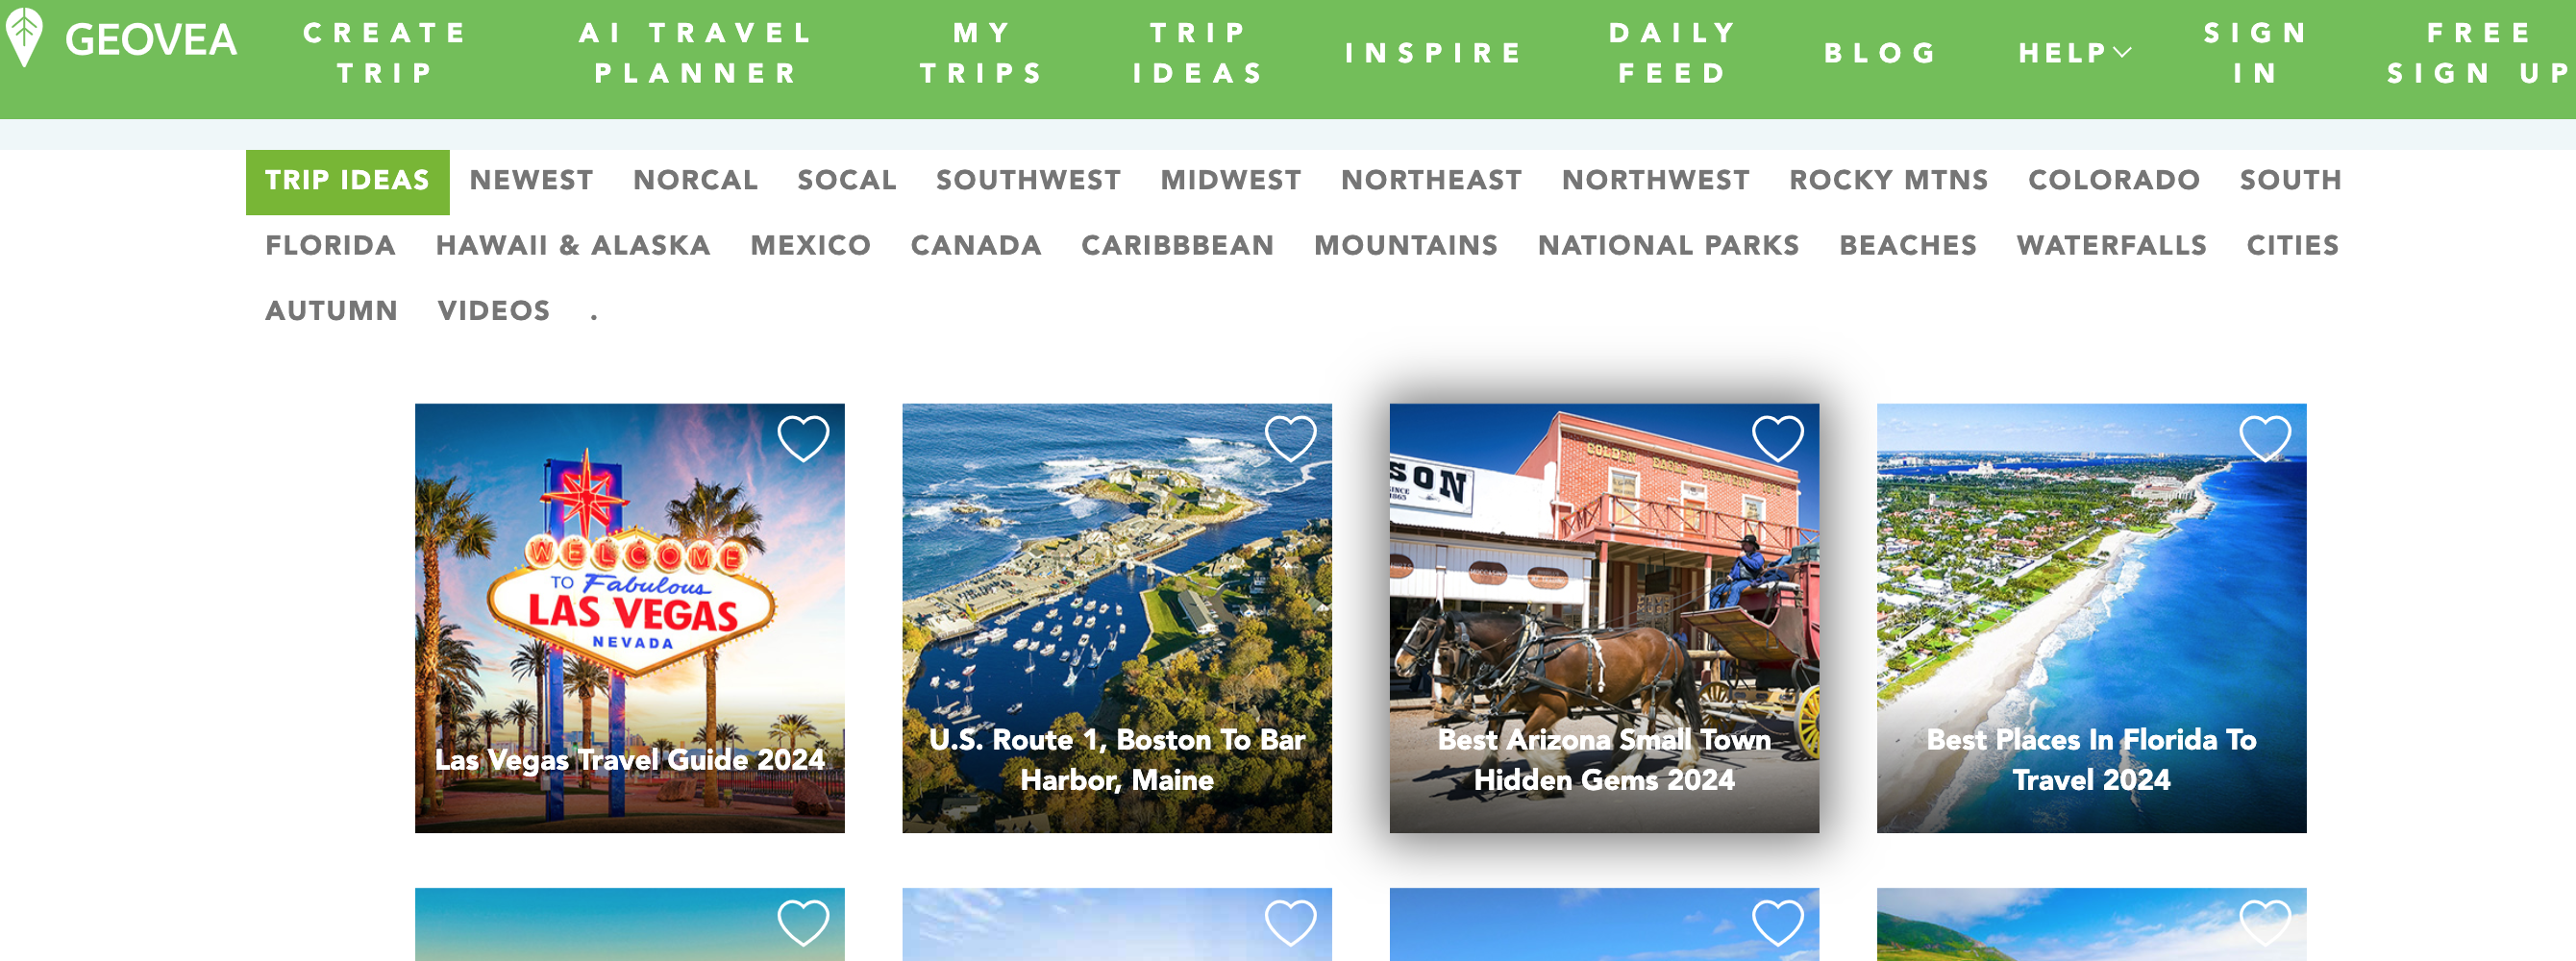 GEOVEA
CREATE TRIP
AI TRAVEL PLANNER
MY TRIPS
TRIP IDEAS
INSPIRE
DAILY FEED
BLOG
HELP
SIGN IN
FREE SIGN UP
TRIP IDEAS NEWEST NORCAL SOCAL SOUTHWEST MIDWEST NORTHEAST NORTHWEST ROCKY MTNS COLORADO SOUTH
FLORIDA HAWAII & ALASKA MEXICO CANADA CARIBBBEAN MOUNTAINS NATIONAL PARKS BEACHES WATERFALLS CITIES
AUTUMN VIDEOS .
WELCOME
TO Fabulous
LAS VEGAS
NEVADA
Las Vegas Travel Guide 2024
U.S. Route 1, Boston To Bar
Harbor, Maine
GOLDEN EAGLE BREWERY
SON
SINCE
1865
Best Arizona Small Town
Hidden Gems 2024
Best Places In Florida To
Travel 2024